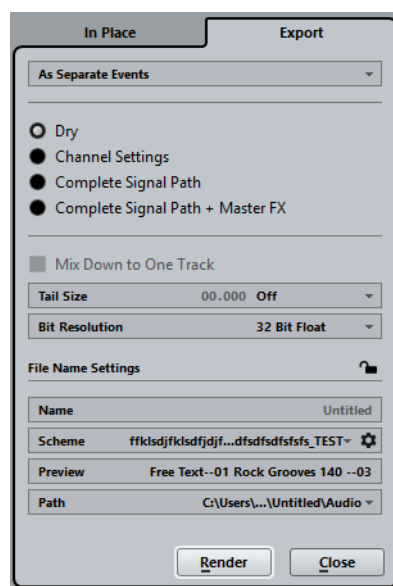 In Place Export
As Separate Events
Dry
Channel Settings
Complete Signal Path
Complete Signal Path + Master FX
Mix Down to One Track
Tail Size 00.000 Off
Bit Resolution 32 Bit Float
File Name Settings
Name Untitled
Scheme ffklsdjfklsdfjdjf...dfsdfsdfsfsfs_TEST
Preview Free Text--01 Rock Grooves 140 --03
Path C:\Users\...\Untitled\Audio
Render Close